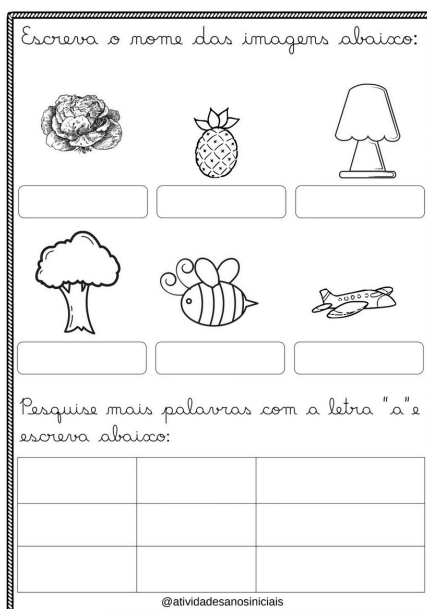 Escreva o nome das imagens abaixo:
Pesquise mais palavras com a letra "a" e
escreva abaixo:
@atividadesanosiniciais